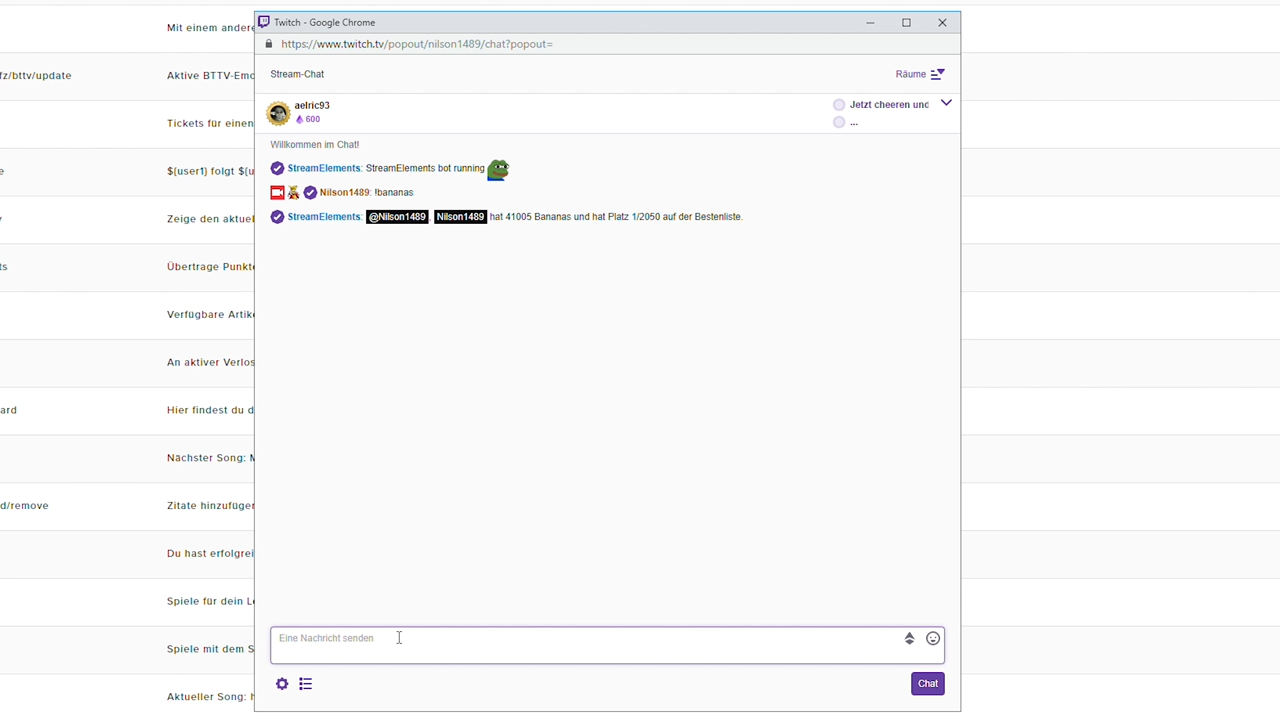 Twitch - Google Chrome
https://www.twitch.tv/popout/nilson1489/chat?popout=
Stream-Chat
Räume
aelric93
600
Jetzt cheeren und
...
Willkommen im Chat!
StreamElements: StreamElements bot running
Nilson1489: !bananas
StreamElements: @Nilson1489, Nilson1489 hat 41005 Bananas und hat Platz 1/2050 auf der Bestenliste.
Eine Nachricht senden
Chat
Mit einem andere
fz/bttv/update
Aktive BTTV-Emo
Tickets für einen
e
${user1} folgt ${u
Zeige den aktuel
ts
Übertrage Punkte
Verfügbare Artike
An aktiver Verlos
ard
Hier findest du d
Nächster Song: M
d/remove
Zitate hinzufüger
Du hast erfolgrei
Spiele für dein Le
Spiele mit dem S
Aktueller Song: h